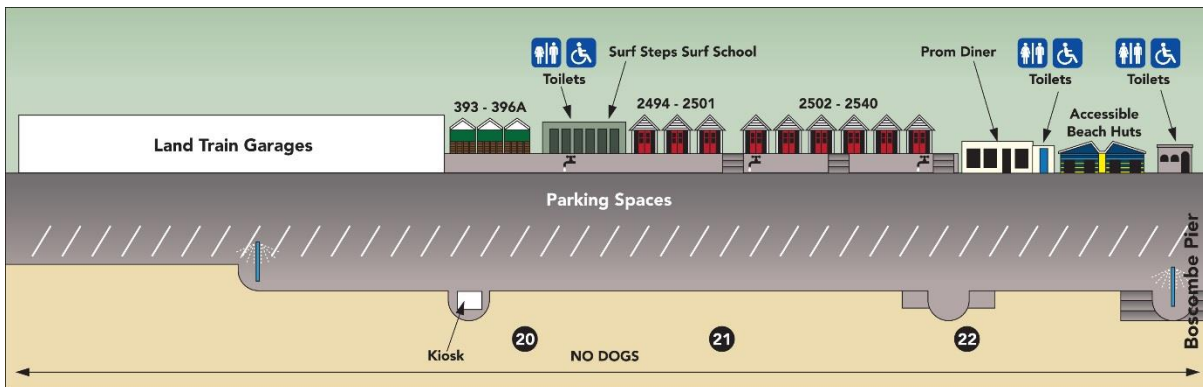 Toilets
Surf Steps Surf School
Prom Diner
Toilets
Toilets
393 - 396A
2494 - 2501
2502 - 2540
Accessible
Beach Huts
Land Train Garages
Parking Spaces
Boscombe Pier
Kiosk
20
21
22
NO DOGS